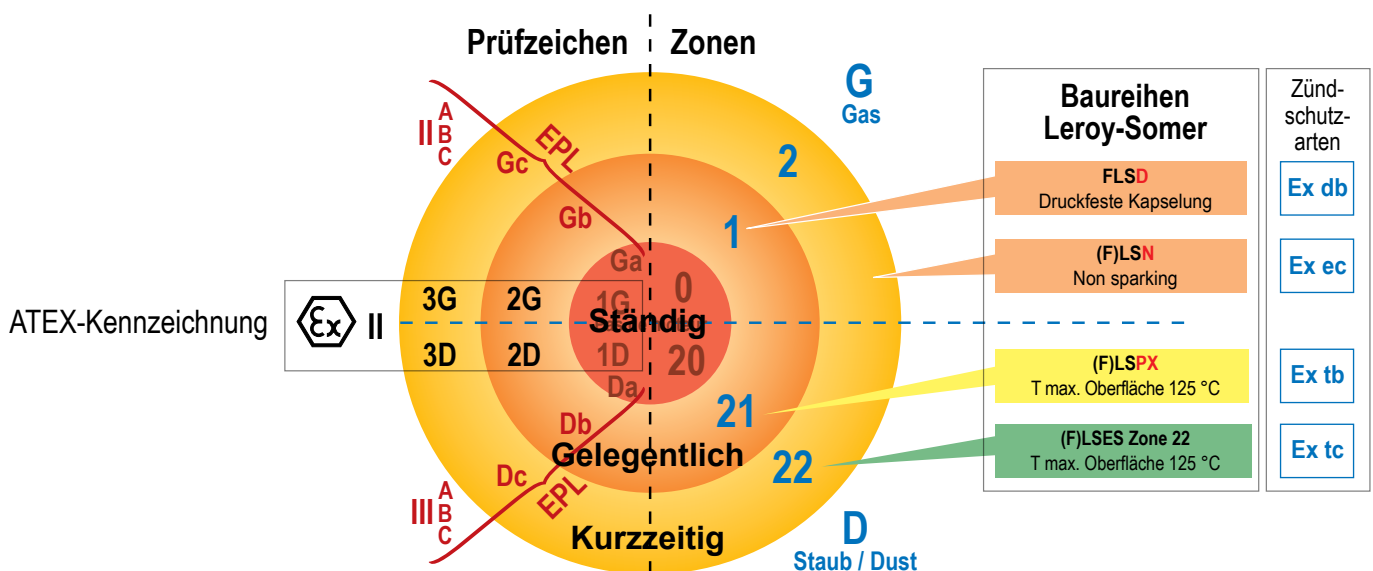 Prüfzeichen
Zonen
G
Gas
II
A
B
C
EPL
Gc
Gb
Ga
2
1
0
ATEX-Kennzeichnung
Ex
II
3G
2G
1G
Ständig
3D
2D
1D
20
Da
Db
Dc
21
22
Gelegentlich
EPL
III
A
B
C
Kurzzeitig
D
Staub / Dust
Baureihen
Leroy-Somer
FLSD
Druckfeste Kapselung
(F)LSN
Non sparking
(F)LSPX
T max. Oberfläche 125 °C
(F)LSES Zone 22
T max. Oberfläche 125 °C
Zünd-
schutz-
arten
Ex db
Ex ec
Ex tb
Ex tc